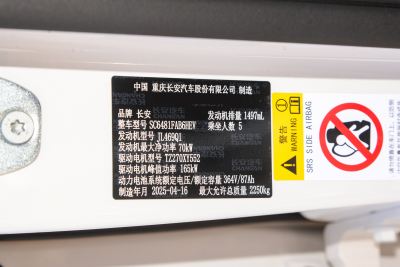 中国 重庆长安汽车股份有限公司 制造
品牌 长安
发动机排量 1497mL
整车型号 SC6481FAB6HEV
乘坐人数 5
发动机型号 JL469Q1
发动机最大净功率 70kW
驱动电机型号 TZ270XY552
驱动电机峰值功率 165kW
动力电池系统额定电压/额定容量 364V/87Ah
制造年月 2025-04-16
最大允许总质量 2250kg
警告
WARNING
SRS SIDE AIRBAG